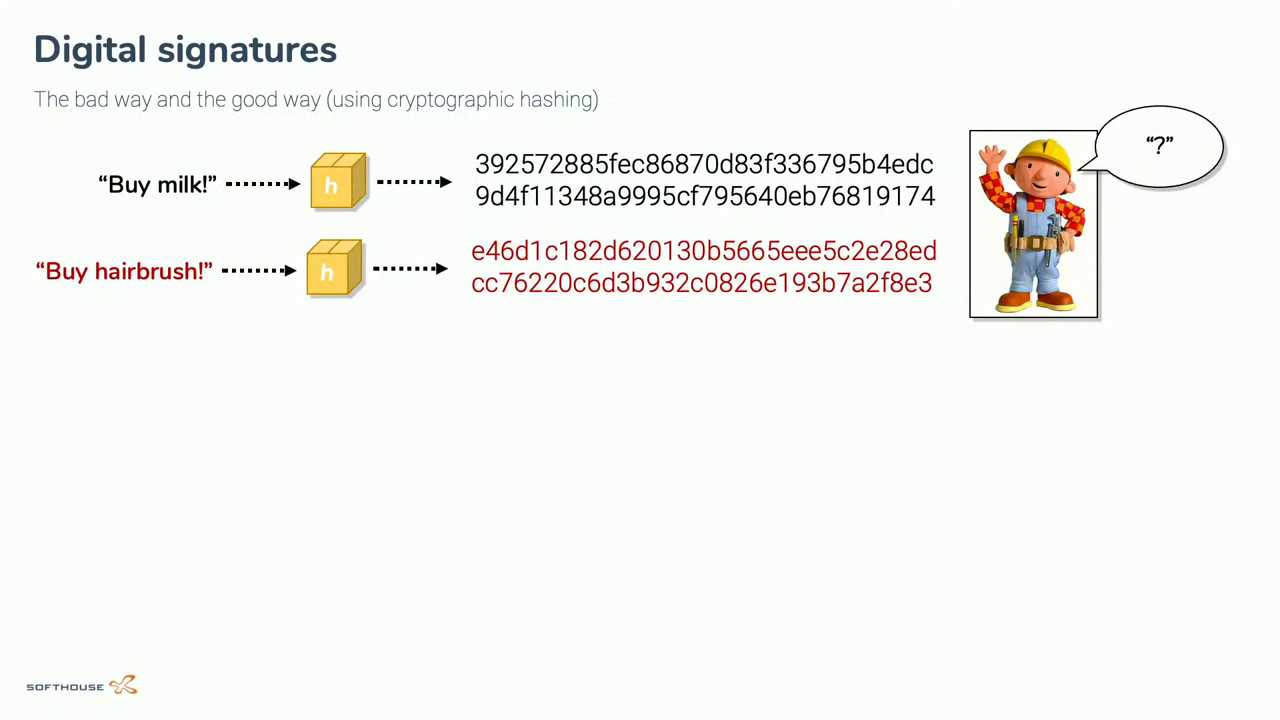 Digital signatures
The bad way and the good way (using cryptographic hashing)
“?”
“Buy milk!”
h
392572885fec86870d83f336795b4edc
9d4f11348a9995cf795640eb76819174
“Buy hairbrush!”
h
e46d1c182d620130b5665eee5c2e28ed
cc76220c6d3b932c0826e193b7a2f8e3
SOFTHOUSE